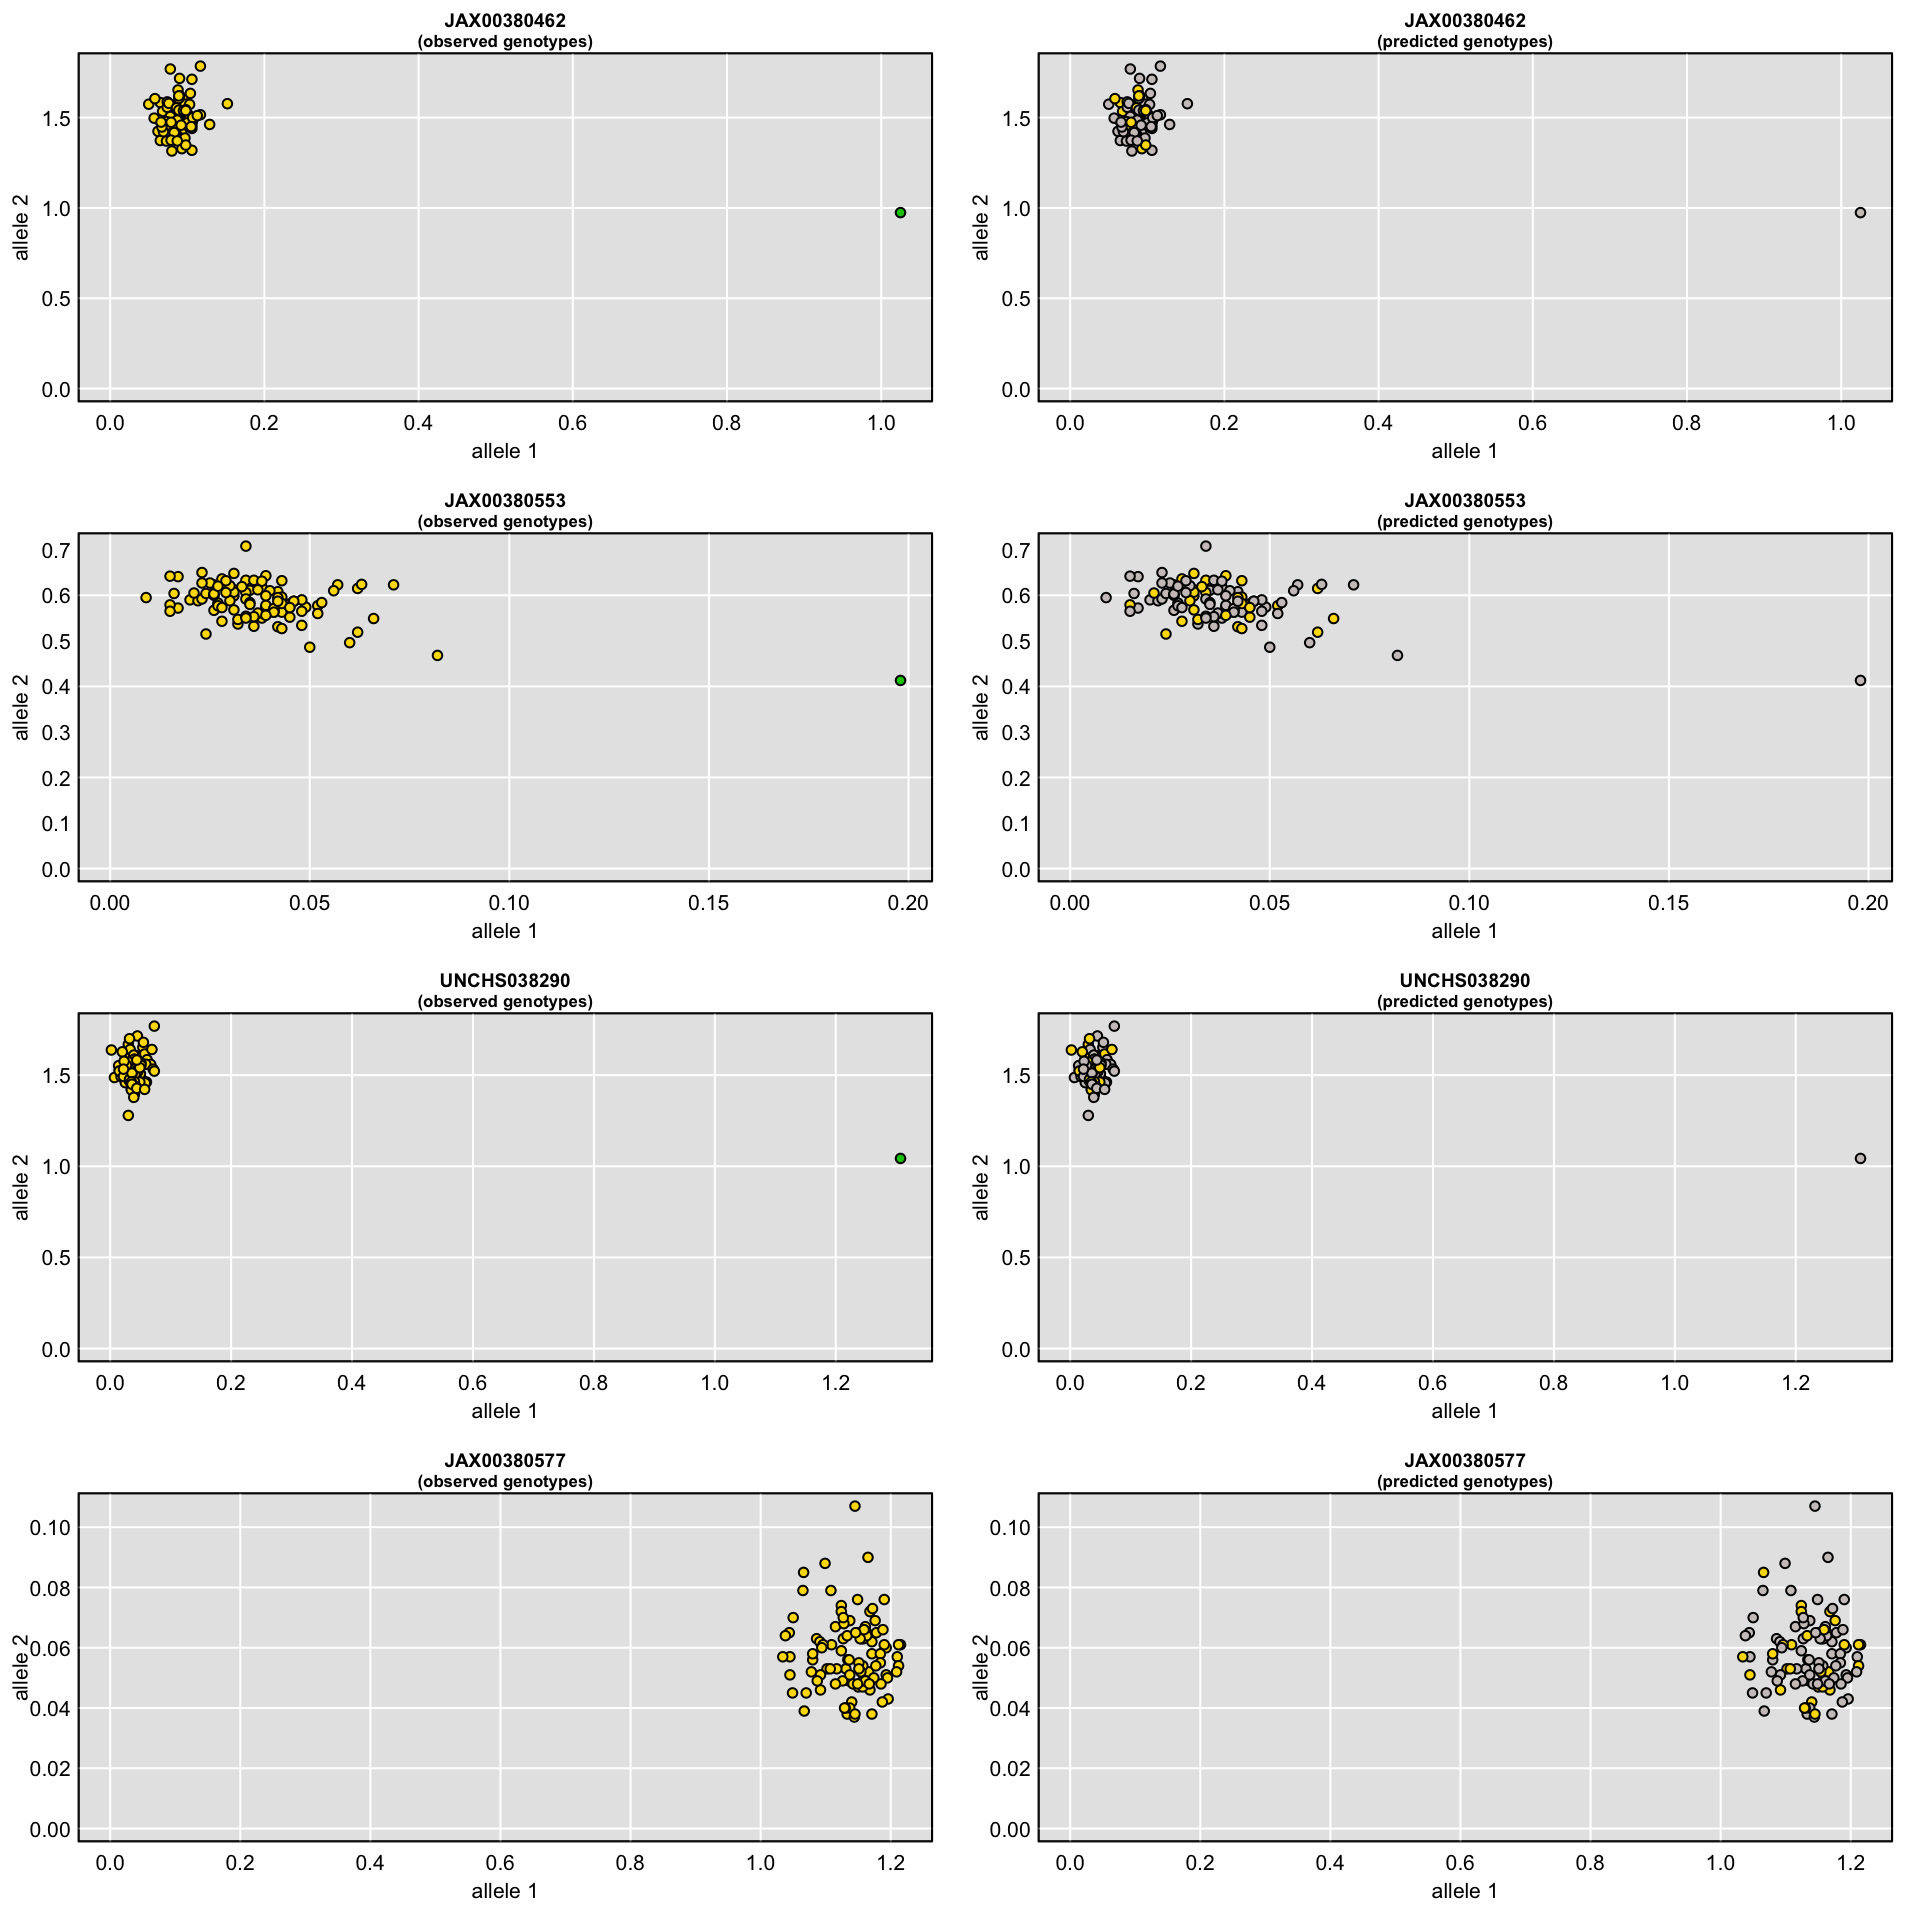 JAX00380462
(observed genotypes)
allele 2
1.5
1.0
0.5
0.0
0.0 0.2 0.4 0.6 0.8 1.0
allele 1
JAX00380462
(predicted genotypes)
allele 2
1.5
1.0
0.5
0.0
0.0 0.2 0.4 0.6 0.8 1.0
allele 1
JAX00380553
(observed genotypes)
allele 2
0.7
0.6
0.5
0.4
0.3
0.2
0.1
0.0
0.00 0.05 0.10 0.15 0.20
allele 1
JAX00380553
(predicted genotypes)
allele 2
0.7
0.6
0.5
0.4
0.3
0.2
0.1
0.0
0.00 0.05 0.10 0.15 0.20
allele 1
UNCHS038290
(observed genotypes)
allele 2
1.5
1.0
0.5
0.0
0.0 0.2 0.4 0.6 0.8 1.0 1.2
allele 1
UNCHS038290
(predicted genotypes)
allele 2
1.5
1.0
0.5
0.0
0.0 0.2 0.4 0.6 0.8 1.0 1.2
allele 1
JAX00380577
(observed genotypes)
allele 2
0.10
0.08
0.06
0.04
0.02
0.00
0.0 0.2 0.4 0.6 0.8 1.0 1.2
allele 1
JAX00380577
(predicted genotypes)
allele 2
0.10
0.08
0.06
0.04
0.02
0.00
0.0 0.2 0.4 0.6 0.8 1.0 1.2
allele 1